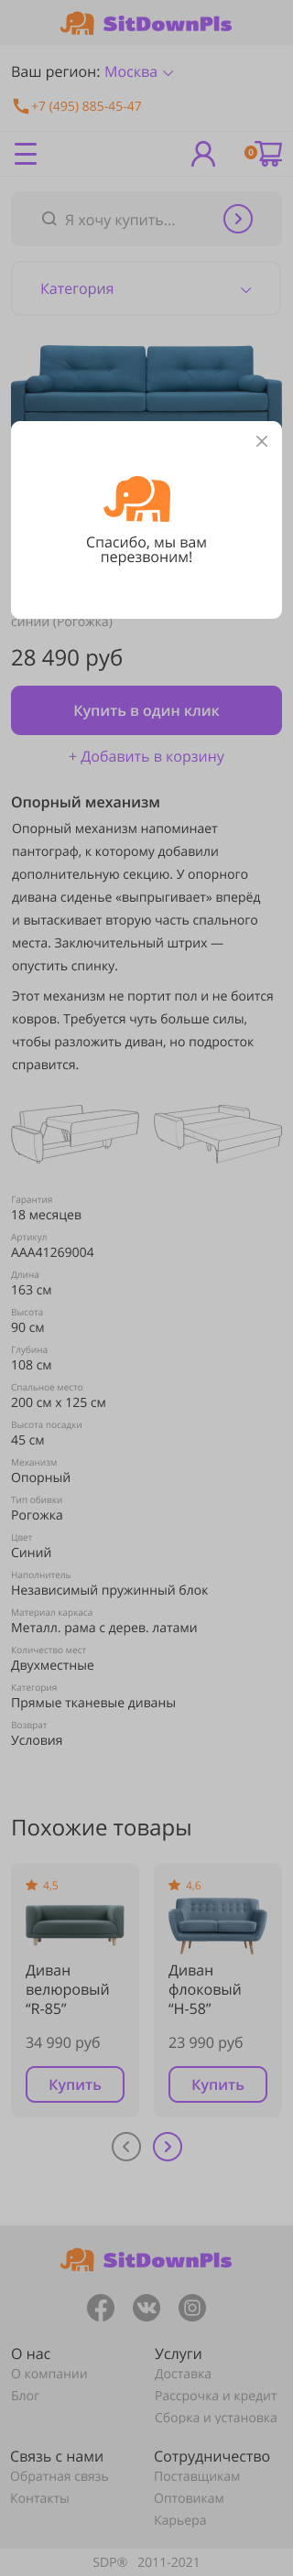 SitDownPls
Ваш регион: Москва
+7 (495) 885-45-47
0
Я хочу купить...
Категория
Спасибо, мы вам
перезвоним!
синий (Рогожка)
28 490 руб
Купить в один клик
+ Добавить в корзину
Опорный механизм
Опорный механизм напоминает
пантограф, к которому добавили
дополнительную секцию. У опорного
дивана сиденье «выпрыгивает» вперёд
и вытаскивает вторую часть спального
места. Заключительный штрих —
опустить спинку.
Этот механизм не портит пол и не боится
ковров. Требуется чуть больше силы,
чтобы разложить диван, но подросток
справится.
Гарантия
18 месяцев
Артикул
AAA41269004
Длина
163 см
Высота
90 см
Глубина
108 см
Спальное место
200 см x 125 см
Высота посадки
45 см
Механизм
Опорный
Тип обивки
Рогожка
Цвет
Синий
Наполнитель
Независимый пружинный блок
Материал каркаса
Металл. рама с дерев. латами
Количество мест
Двухместные
Категория
Прямые тканевые диваны
Возврат
Условия
Похожие товары
4,5
Диван
велюровый
“R-85”
34 990 руб
Купить
4,6
Диван
флоковый
“H-58”
23 990 руб
Купить
SitDownPls
О нас
О компании
Блог
Услуги
Доставка
Рассрочка и кредит
Сборка и установка
Связь с нами
Обратная связь
Контакты
Сотрудничество
Поставщикам
Оптовикам
Карьера
SDP® 2011-2021